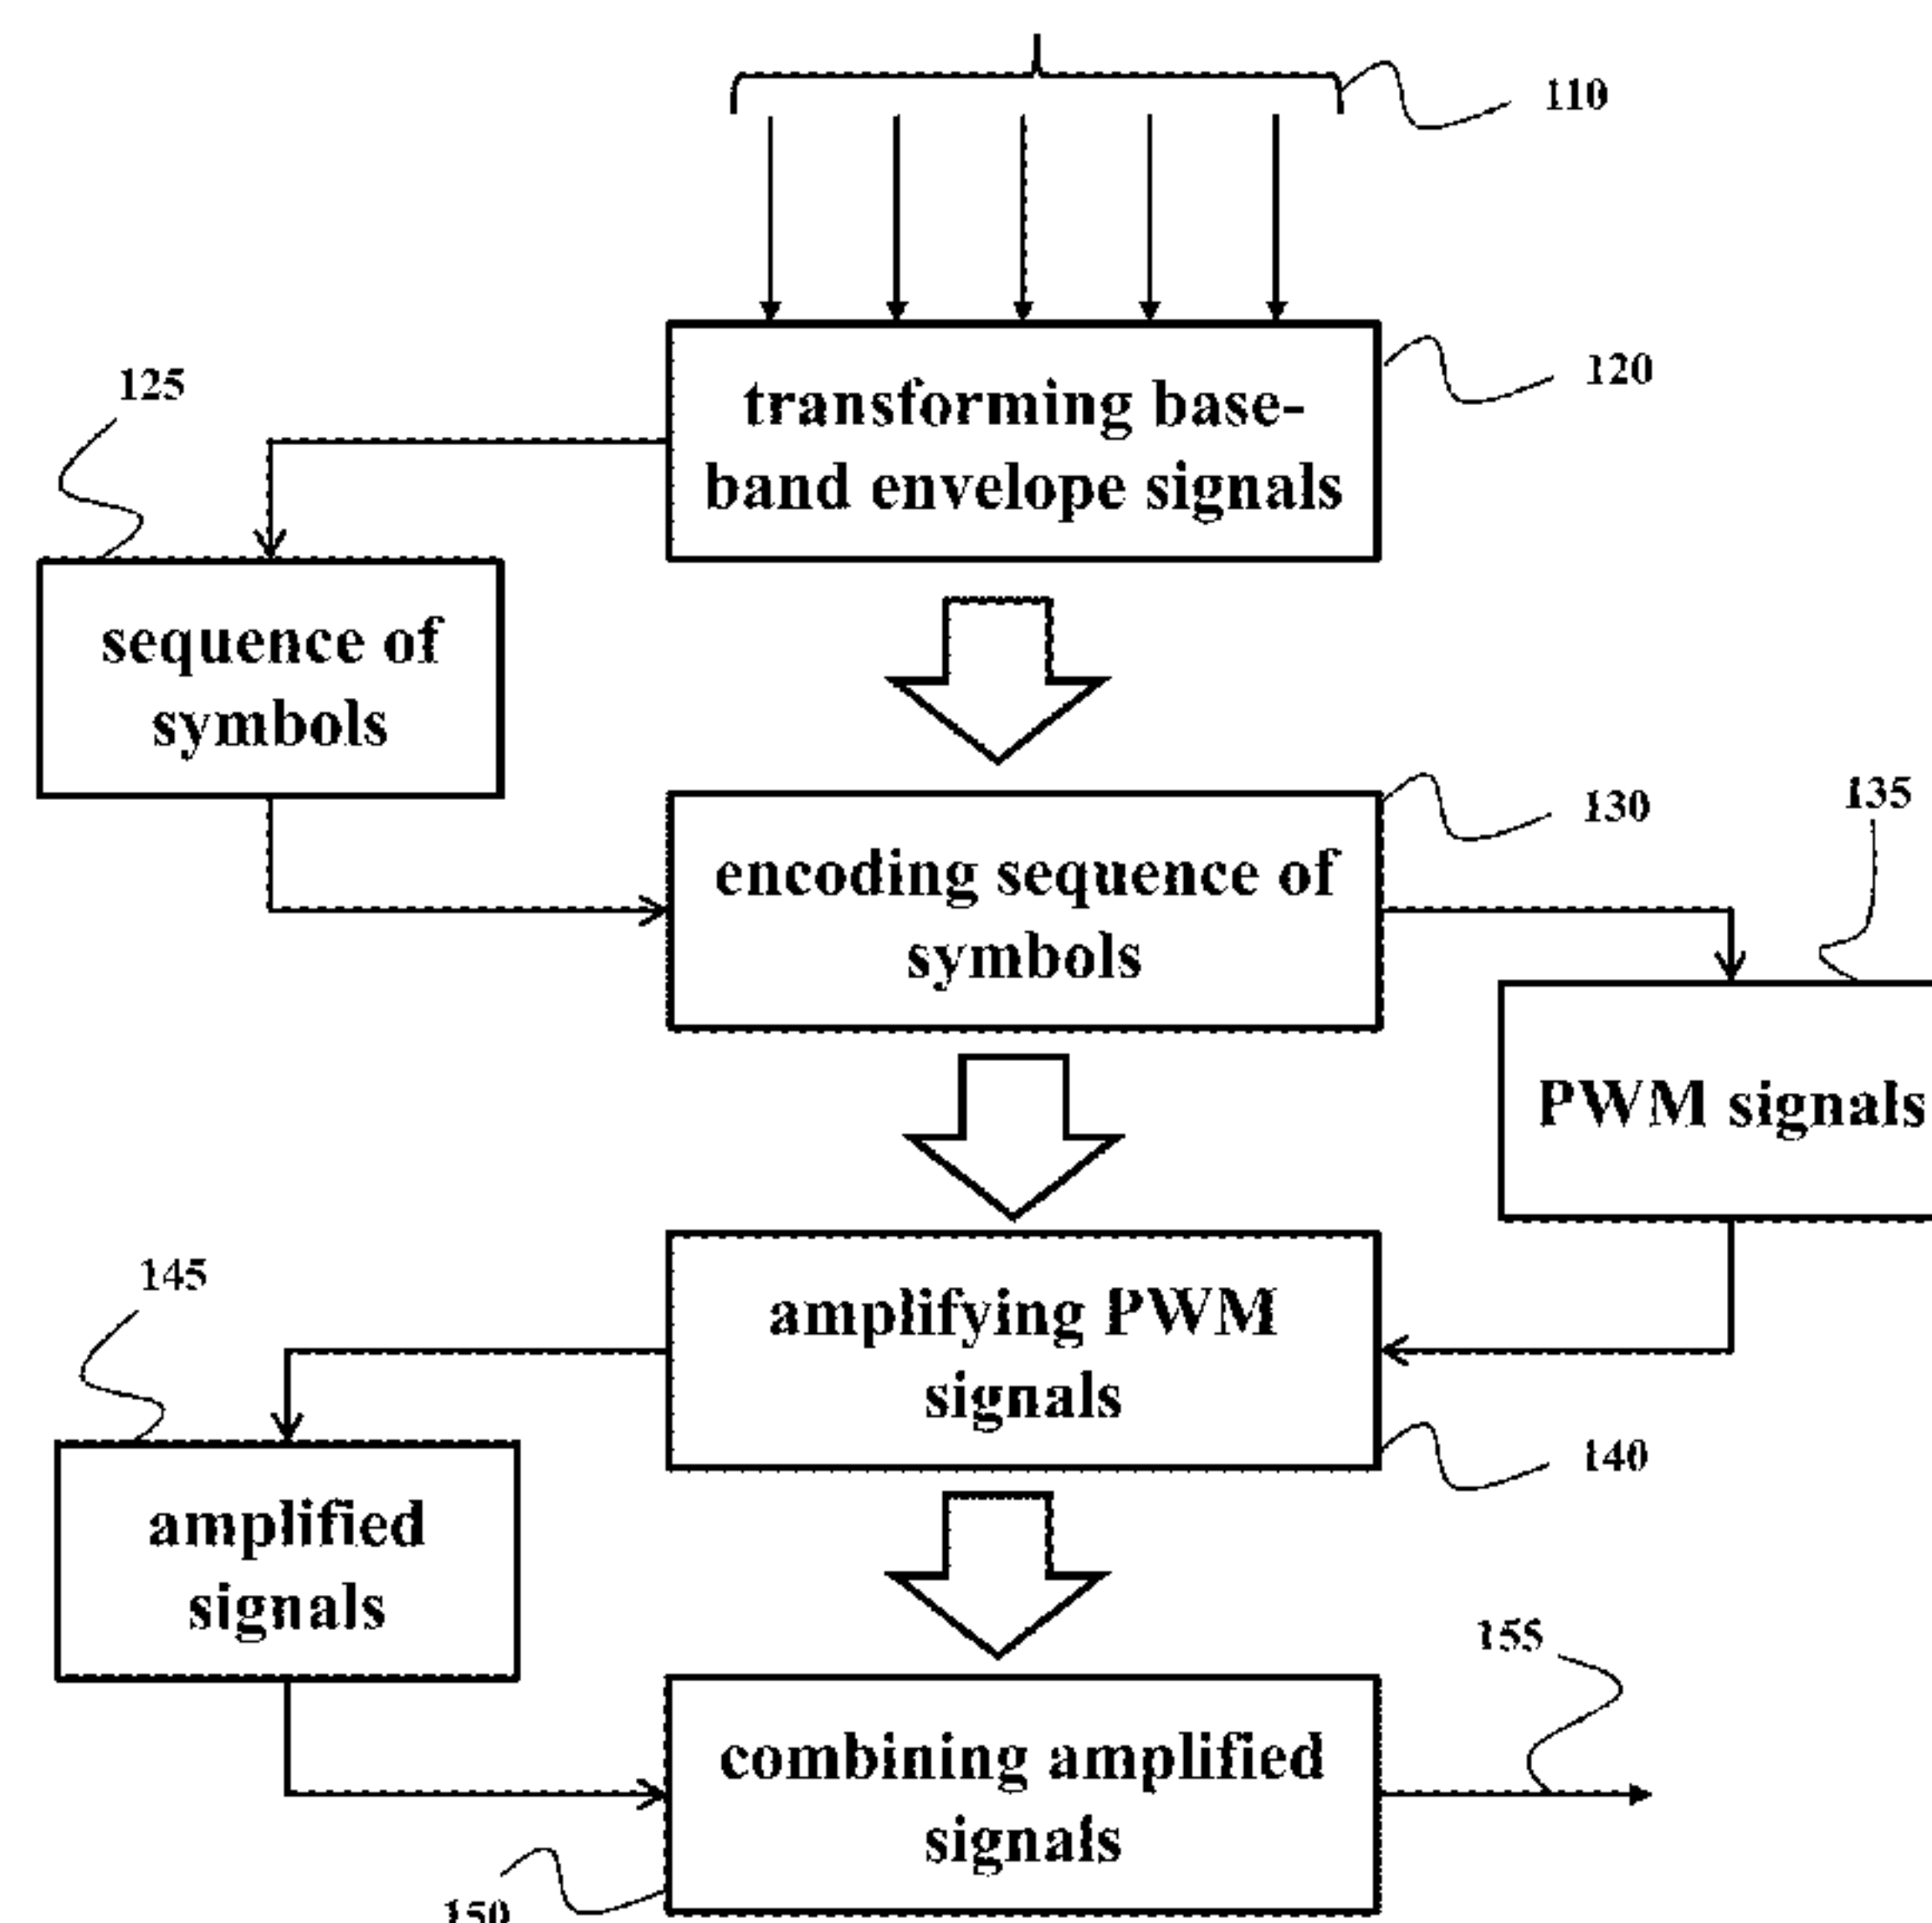 110
120
transforming base-
band envelope signals
125
sequence of
symbols
130
encoding sequence of
symbols
135
PWM signals
amplifying PWM
signals
140
145
amplified
signals
155
combining amplified
signals
150